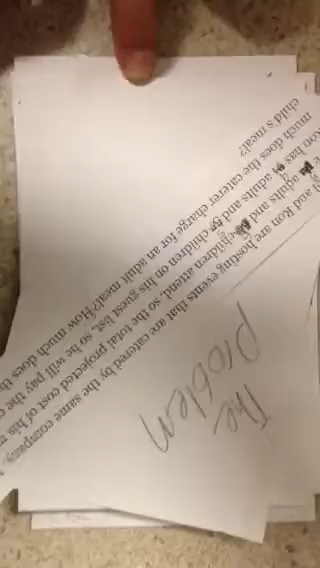 and Ron are hosting events that are catered by the same company.
adults and children attend, so the total projected cost of his
Ron has adults and children on his guest list, so he will pay the
much does the caterer charge for an adult meal? How much does the
child's meal?
The
problem